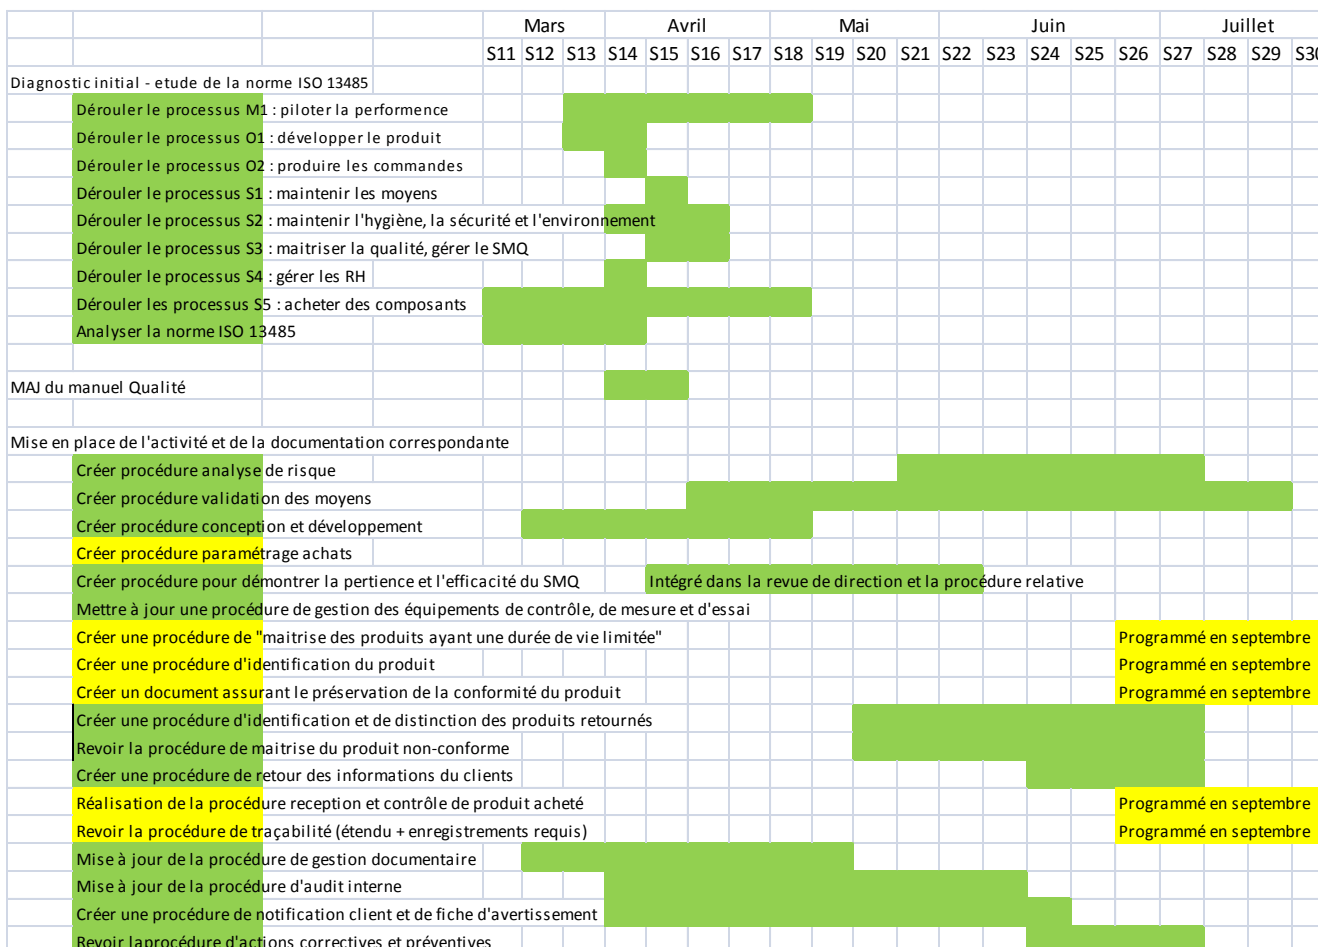 Mars Avril Mai Juin Juillet
S11 S12 S13 S14 S15 S16 S17 S18 S19 S20 S21 S22 S23 S24 S25 S26 S27 S28 S29 S30
Diagnostic initial - etude de la norme ISO 13485
Dérouler le processus M1 : piloter la performence
Dérouler le processus O1 : développer le produit
Dérouler le processus O2 : produire les commandes
Dérouler le processus S1 : maintenir les moyens
Dérouler le processus S2 : maintenir l'hygiène, la sécurité et l'environnement
Dérouler le processus S3 : maitriser la qualité, gérer le SMQ
Dérouler le processus S4 : gérer les RH
Dérouler les processus S5 : acheter des composants
Analyser la norme ISO 13485
MAJ du manuel Qualité
Mise en place de l'activité et de la documentation correspondante
Créer procédure analyse de risque
Créer procédure validation des moyens
Créer procédure conception et développement
Créer procédure paramétrage achats
Créer procédure pour démontrer la pertience et l'efficacité du SMQ Intégré dans la revue de direction et la procédure relative
Mettre à jour une procédure de gestion des équipements de contrôle, de mesure et d'essai
Créer une procédure de "maitrise des produits ayant une durée de vie limitée" Programmé en septembre
Créer une procédure d'identification du produit Programmé en septembre
Créer un document assurant le préservation de la conformité du produit Programmé en septembre
Créer une procédure d'identification et de distinction des produits retournés
Revoir la procédure de maitrise du produit non-conforme
Créer une procédure de retour des informations du clients
Réalisation de la procédure reception et contrôle de produit acheté Programmé en septembre
Revoir la procédure de traçabilité (étendu + enregistrements requis) Programmé en septembre
Mise à jour de la procédure de gestion documentaire
Mise à jour de la procédure d'audit interne
Créer une procédure de notification client et de fiche d'avertissement
Revoir laprocédure d'actions correctives et préventives